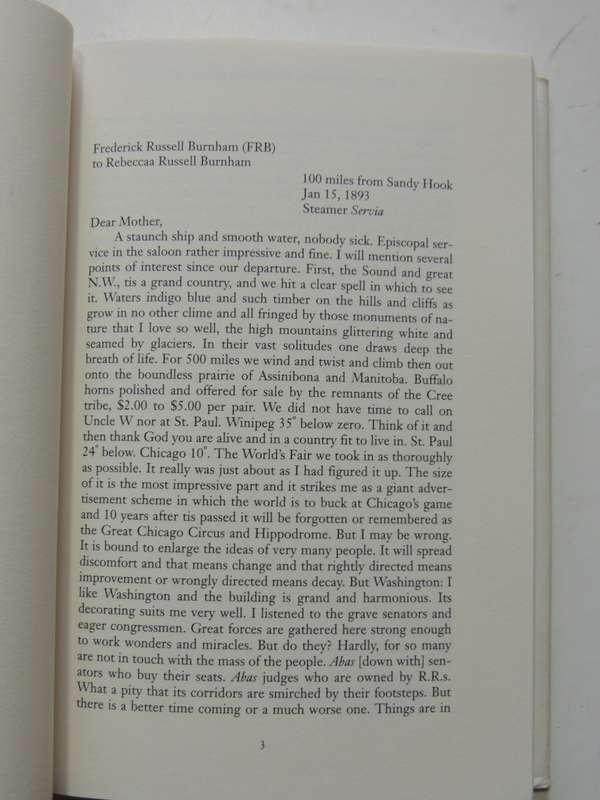 Frederick Russell Burnham (FRB)
to Rebeccaa Russell Burnham
100 miles from Sandy Hook
Jan 15, 1893
Steamer Servia
Dear Mother,
A staunch ship and smooth water, nobody sick. Episcopal ser-
vice in the saloon rather impressive and fine. I will mention several
points of interest since our departure. First, the Sound and great
N.W., tis a grand country, and we hit a clear spell in which to see
it. Waters indigo blue and such timber on the hills and cliffs as
grow in no other clime and all fringed by those monuments of na-
ture that I love so well, the high mountains glittering white and
seamed by glaciers. In their vast solitudes one draws deep the
breath of life. For 500 miles we wind and twist and climb then out
onto the boundless prairie of Assinibona and Manitoba. Buffalo
horns polished and offered for sale by the remnants of the Cree
tribe, $2.00 to $5.00 per pair. We did not have time to call on
Uncle W nor at St. Paul. Winipeg 35° below zero. Think of it and
then thank God you are alive and in a country fit to live in. St. Paul
24° below. Chicago 10°. The World's Fair we took in as thoroughly
as possible. It really was just about as I had figured it up. The size
of it is the most impressive part and it strikes me as a giant adver-
tisement scheme in which the world is to buck at Chicago's game
and 10 years after tis passed it will be forgotten or remembered as
the Great Chicago Circus and Hippodrome. But I may be wrong.
It is bound to enlarge the ideas of very many people. It will spread
discomfort and that means change and that rightly directed means
improvement or wrongly directed means decay. But Washington: I
like Washington and the building is grand and harmonious. Its
decorating suits me very well. I listened to the grave senators and
eager congressmen. Great forces are gathered here strong enough
to work wonders and miracles. But do they? Hardly, for so many
are not in touch with the mass of the people. Abas [down with] sen-
ators who buy their seats. Abas judges who are owned by R.R.s.
What a pity that its corridors are smirched by their footsteps. But
there is a better time coming or a much worse one. Things are in
3